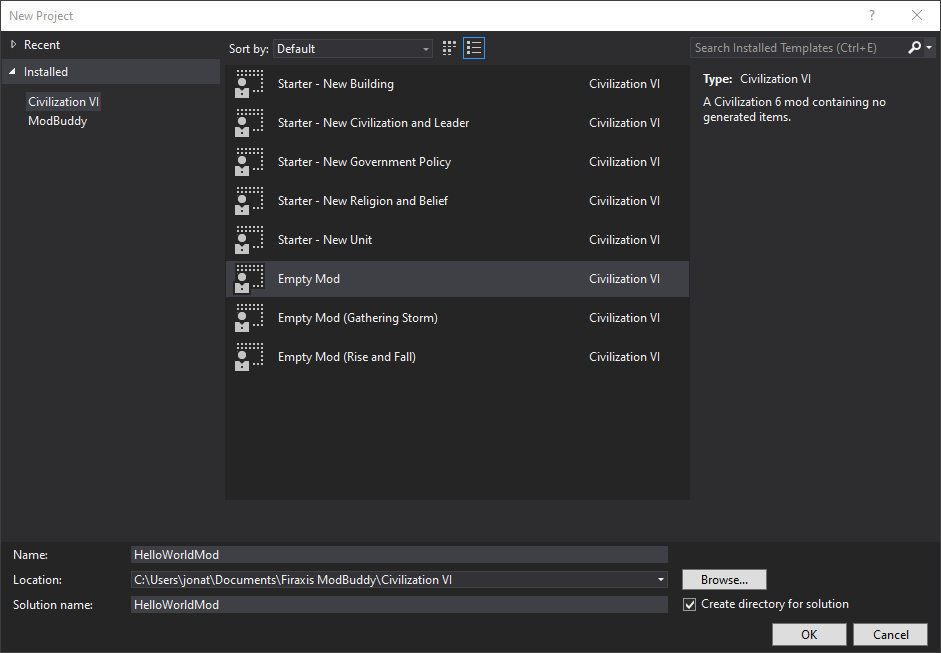 New Project
?
Recent
Installed
Civilization VI
ModBuddy
Sort by: Default
Starter - New Building Civilization VI
Starter - New Civilization and Leader Civilization VI
Starter - New Government Policy Civilization VI
Starter - New Religion and Belief Civilization VI
Starter - New Unit Civilization VI
Empty Mod Civilization VI
Empty Mod (Gathering Storm) Civilization VI
Empty Mod (Rise and Fall) Civilization VI
Search Installed Templates (Ctrl+E)
Type: Civilization VI
A Civilization 6 mod containing no
generated items.
Name: HelloWorldMod
Location: C:\Users\jonat\Documents\Firaxis ModBuddy\Civilization VI Browse...
Solution name: HelloWorldMod Create directory for solution
OK Cancel